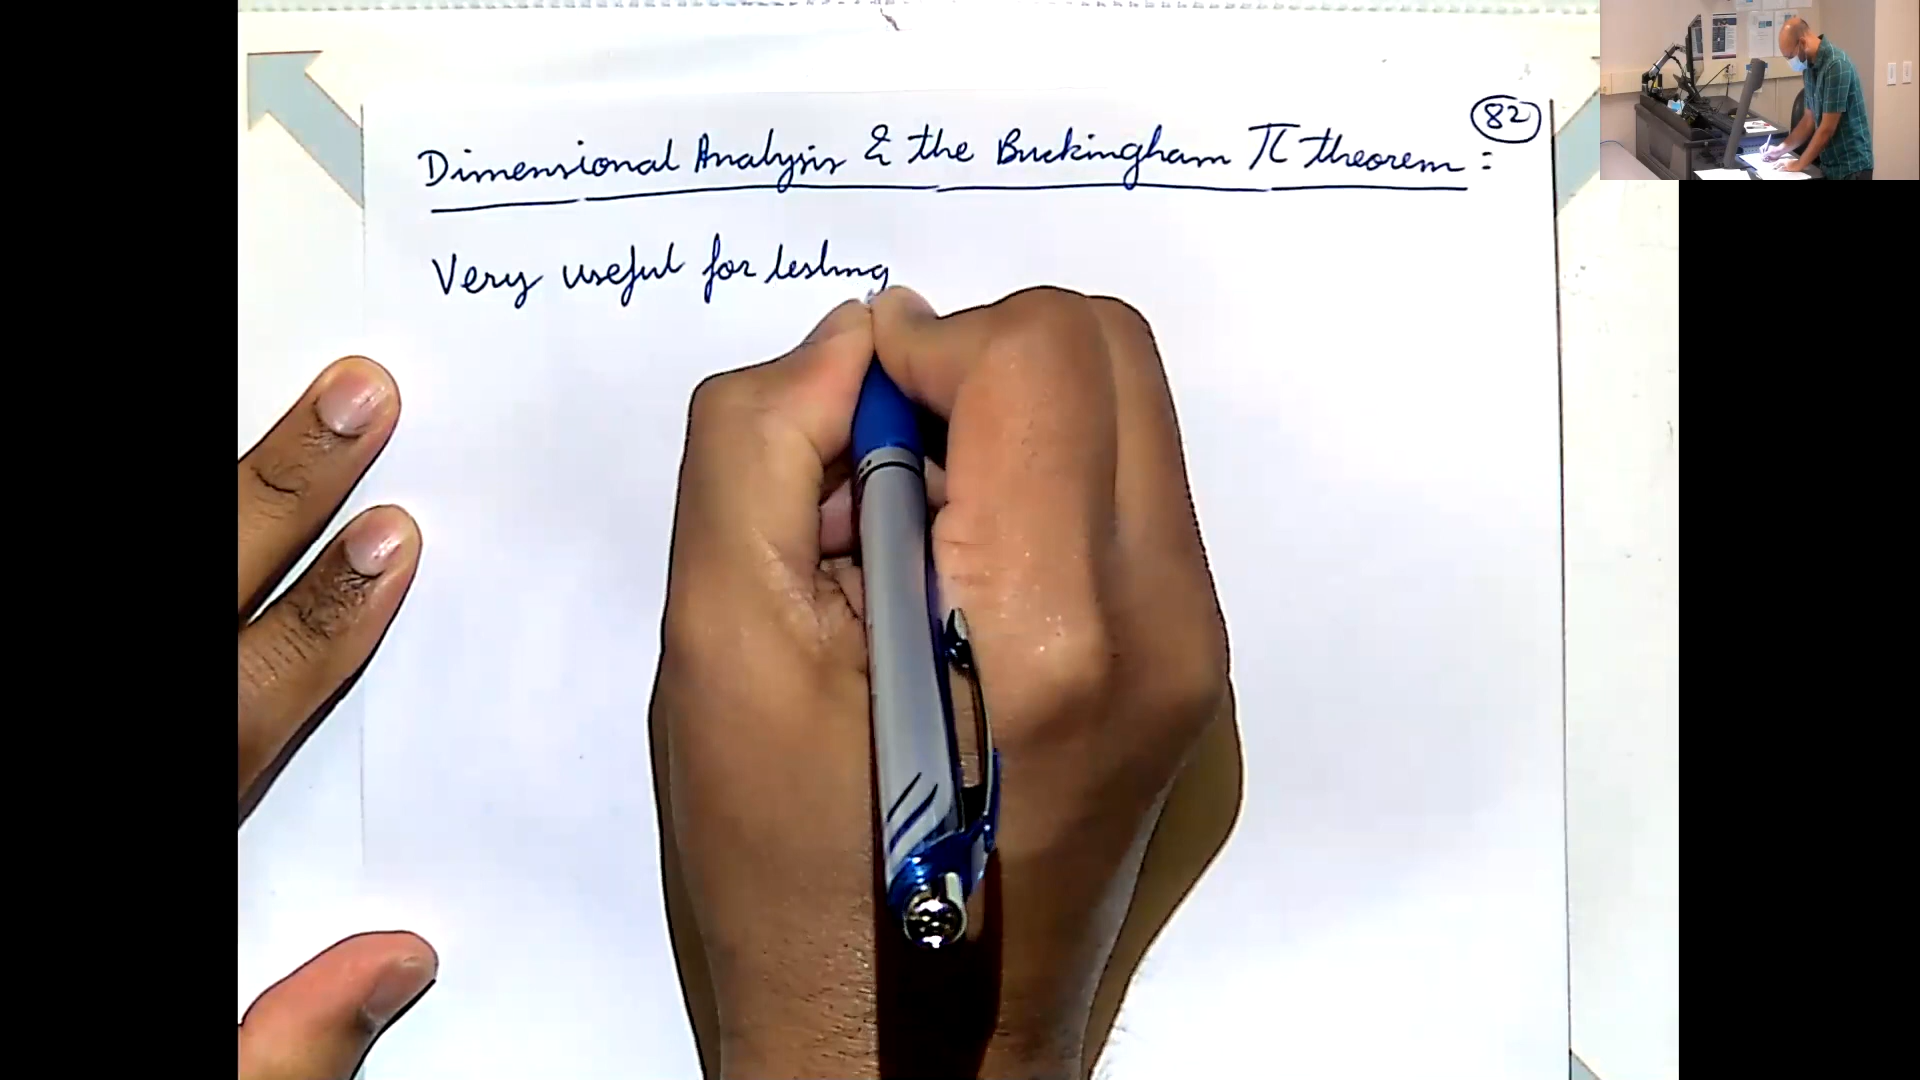 82
Dimensional Analysis & the Buckingham π theorem :
Very useful for testing